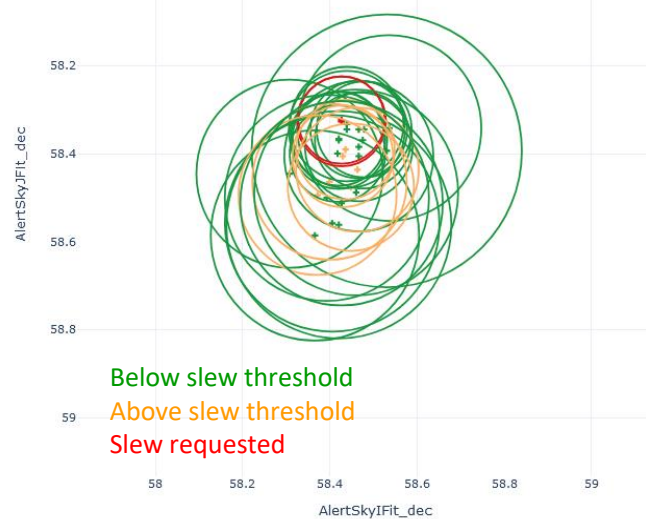 58.2
58.4
58.6
58.8
59
AlertSkyJFit_dec
Below slew threshold
Above slew threshold
Slew requested
58 58.2 58.4 58.6 58.8 59
AlertSkyIFit_dec